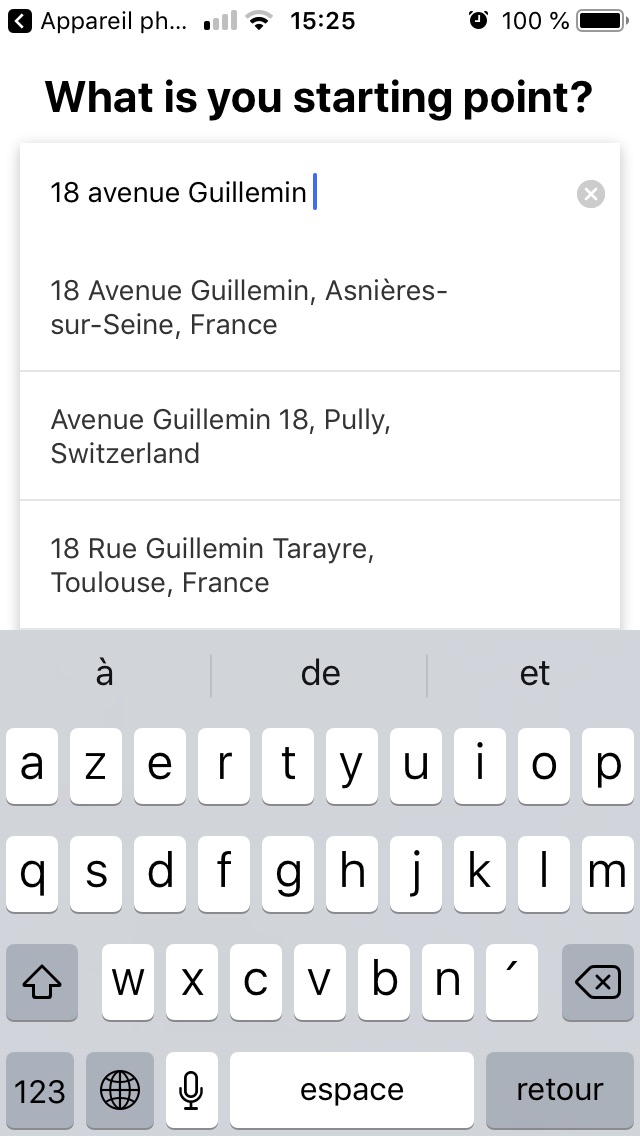 Appareil ph... 15:25 100 %
What is you starting point?
18 avenue Guillemin
18 Avenue Guillemin, Asnières-
sur-Seine, France
Avenue Guillemin 18, Pully,
Switzerland
18 Rue Guillemin Tarayre,
Toulouse, France
à de et
a z e r t y u i o p
q s d f g h j k l m
w x c v b n ´
123 espace retour